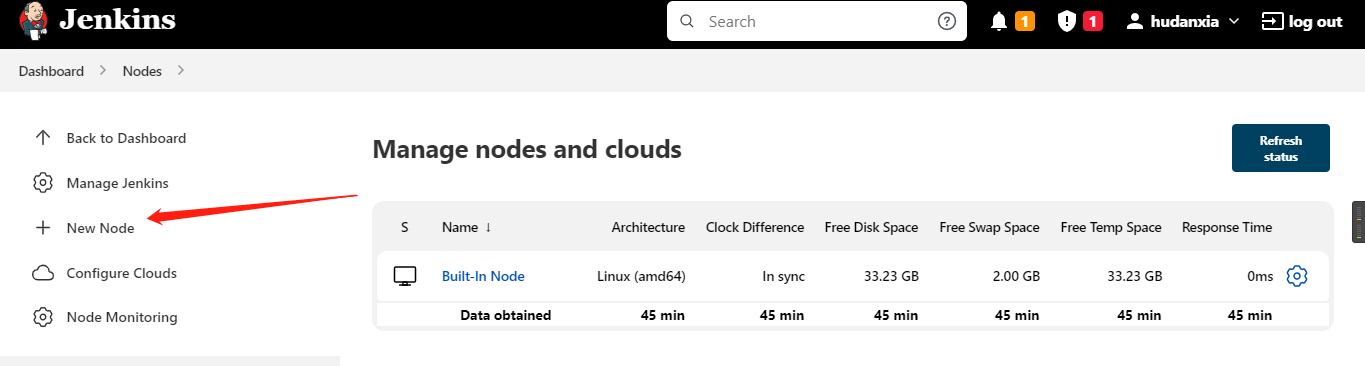 Jenkins Search 1 1 hudanxia log out
Dashboard Nodes
Back to Dashboard
Manage Jenkins
New Node
Configure Clouds
Node Monitoring
Manage nodes and clouds
Refresh
status
S Name ↓ Architecture Clock Difference Free Disk Space Free Swap Space Free Temp Space Response Time
Built-In Node Linux (amd64) In sync 33.23 GB 2.00 GB 33.23 GB 0ms
Data obtained 45 min 45 min 45 min 45 min 45 min 45 min